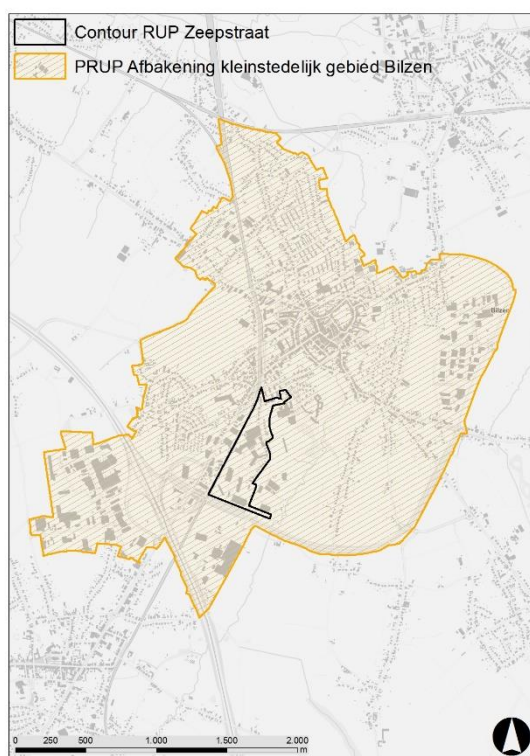 Contour RUP Zeepstraat
PRUP Afbakening kleinstedelijk gebied Bilzen
Bilzen
0 250 500 1.000 1.500 2.000
m